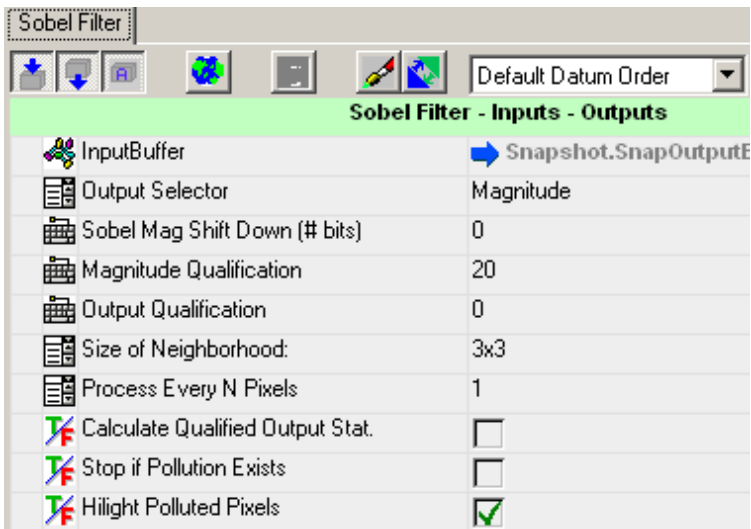 Sobel Filter
A
Default Datum Order
Sobel Filter - Inputs - Outputs
InputBuffer Snapshot.SnapOutputB
Output Selector Magnitude
Sobel Mag Shift Down (# bits) 0
Magnitude Qualification 20
Output Qualification 0
Size of Neighborhood: 3x3
Process Every N Pixels 1
T/F Calculate Qualified Output Stat.
T/F Stop if Pollution Exists
T/F Hilight Polluted Pixels